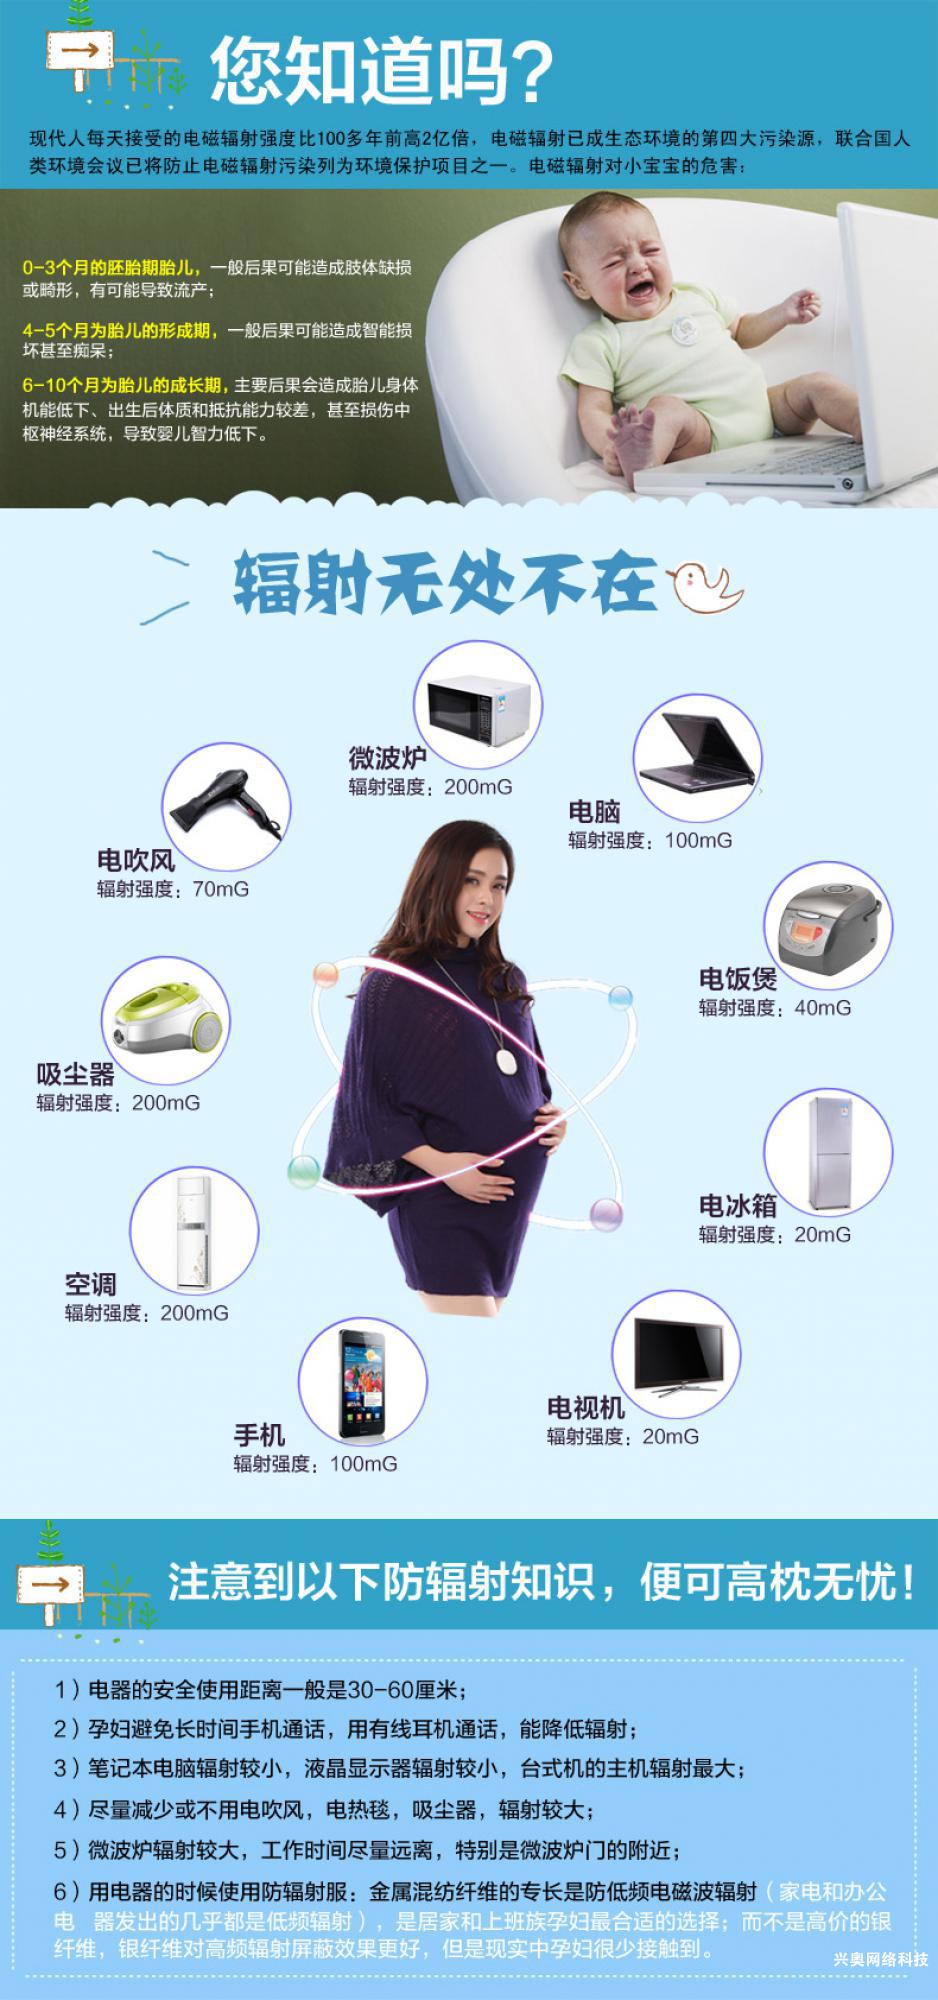 您知道吗?
现代人每天接受的电磁辐射强度比100多年前高2亿倍，电磁辐射已成生态环境的第四大污染源，联合国人
类环境会议已将防止电磁辐射污染列为环境保护项目之一。电磁辐射对小宝宝的危害：
0-3个月的胚胎期胎儿，一般后果可能造成肢体缺损
或畸形，有可能导致流产；
4-5个月为胎儿的形成期，一般后果可能造成智能损
坏甚至痴呆；
6-10个月为胎儿的成长期，主要后果会造成胎儿身体
机能低下、出生后体质和抵抗能力较差，甚至损伤中
枢神经系统，导致婴儿智力低下。
辐射无处不在
微波炉
辐射强度：200mG
电脑
辐射强度：100mG
电吹风
辐射强度：70mG
电饭煲
辐射强度：40mG
吸尘器
辐射强度：200mG
电冰箱
辐射强度：20mG
空调
辐射强度：200mG
电视机
辐射强度：20mG
手机
辐射强度：100mG
注意到以下防辐射知识，便可高枕无忧！
1）电器的安全使用距离一般是30-60厘米；
2）孕妇避免长时间手机通话，用有线耳机通话，能降低辐射；
3）笔记本电脑辐射较小，液晶显示器辐射较小，台式机的主机辐射最大；
4）尽量减少或不用电吹风，电热毯，吸尘器，辐射较大；
5）微波炉辐射较大，工作时间尽量远离，特别是微波炉门的附近；
6）用电器的时候使用防辐射服：金属混纺纤维的专长是防低频电磁波辐射（家电和办公
电 器发出的几乎都是低频辐射），是居家和上班族孕妇最合适的选择；而不是高价的银
纤维，银纤维对高频辐射屏蔽效果更好，但是现实中孕妇很少接触到。
兴奥网络科技